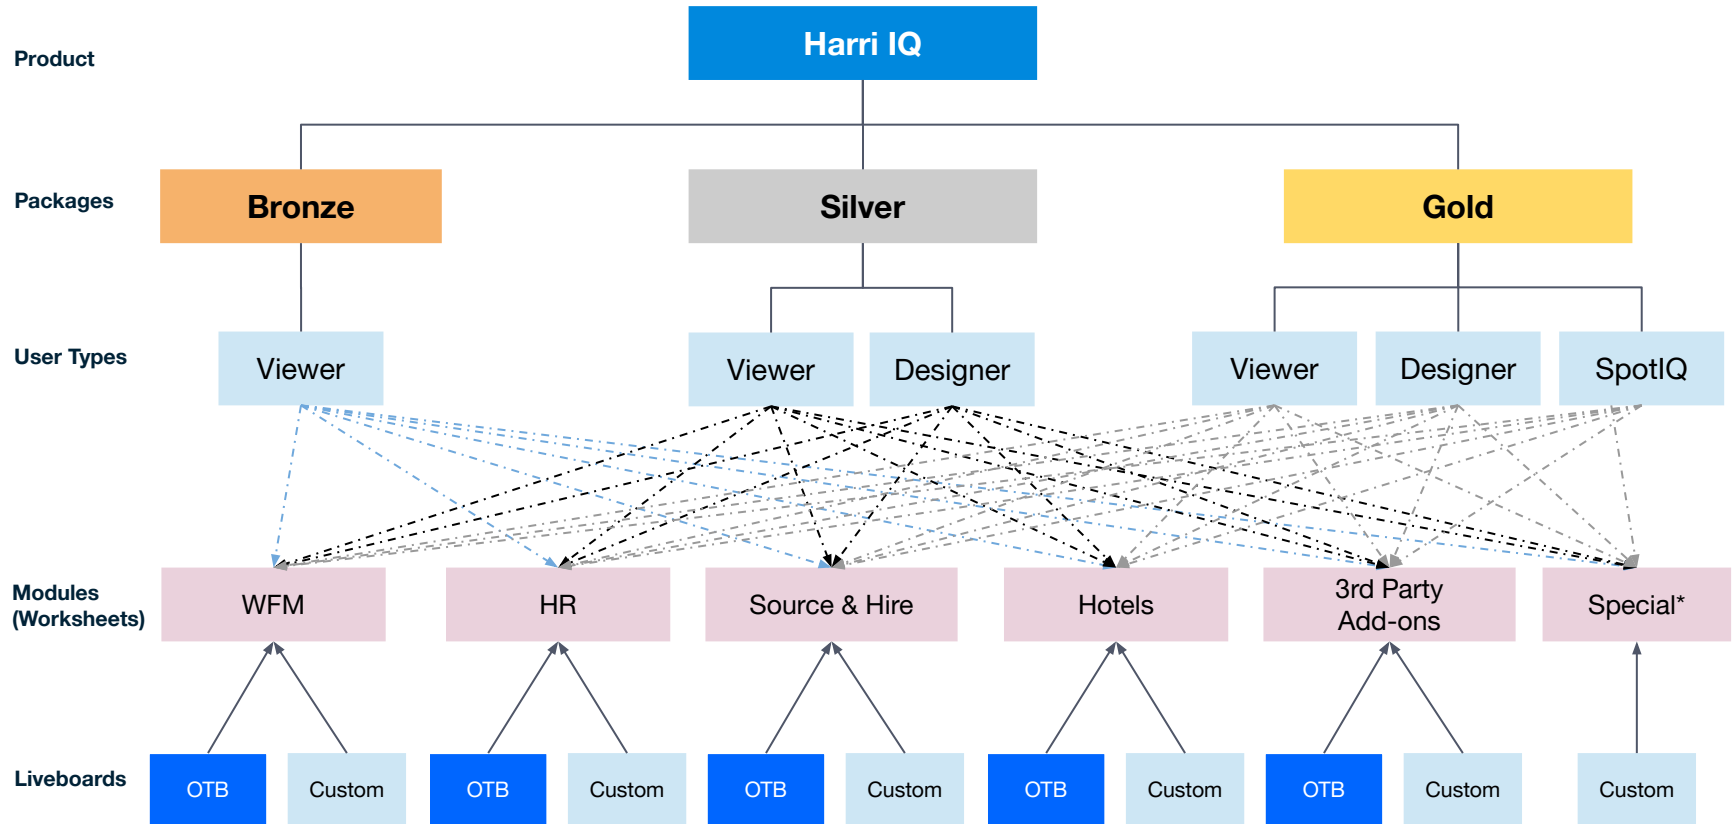 Product
Harri IQ
Packages
Bronze
Silver
Gold
User Types
Viewer
Viewer
Designer
Viewer
Designer
SpotIQ
Modules
(Worksheets)
WFM
HR
Source & Hire
Hotels
3rd Party
Add-ons
Special*
Liveboards
OTB
Custom
OTB
Custom
OTB
Custom
OTB
Custom
OTB
Custom
Custom